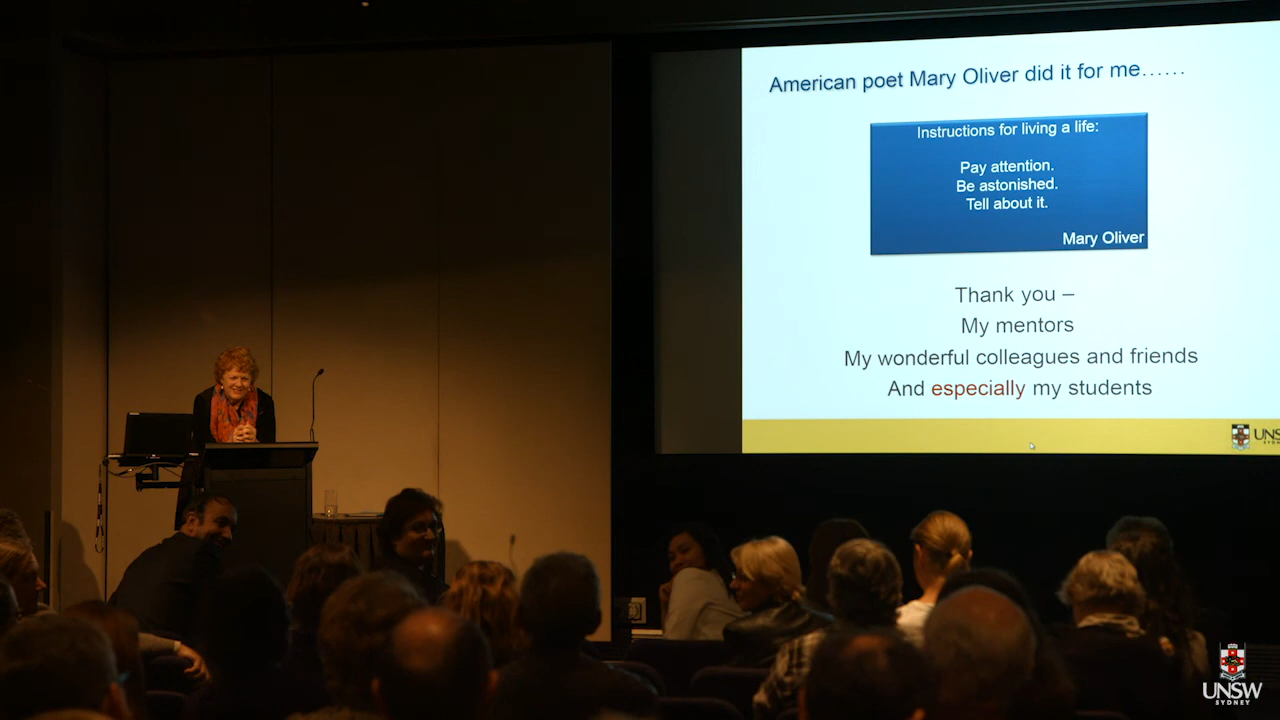 American poet Mary Oliver did it for me......
Instructions for living a life:
Pay attention.
Be astonished.
Tell about it.
Mary Oliver
Thank you –
My mentors
My wonderful colleagues and friends
And especially my students
UNSW
SYDNEY